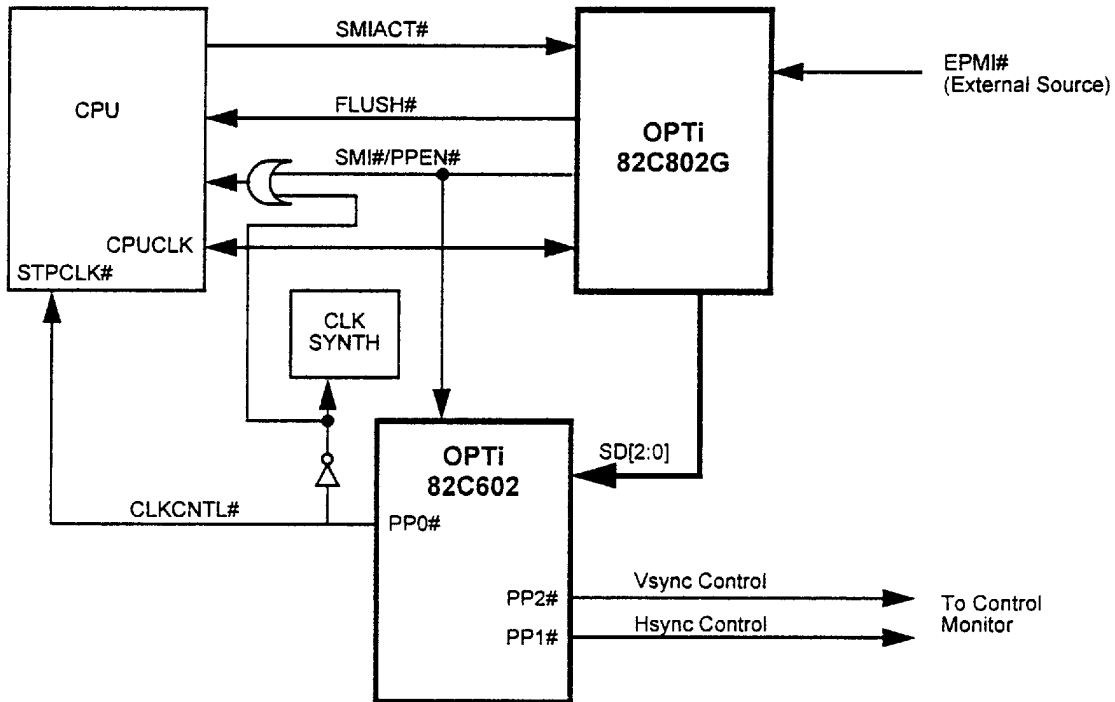 SMIACT#
EPMI#
(External Source)
CPU
FLUSH#
OPTi
82C802G
SMI#/PPEN#
CPUCLK
STPCLK#
CLK
SYNTH
OPTi
82C602
SD[2:0]
CLKCNTL#
PP0#
Vsync Control
PP2#
To Control
Monitor
Hsync Control
PP1#